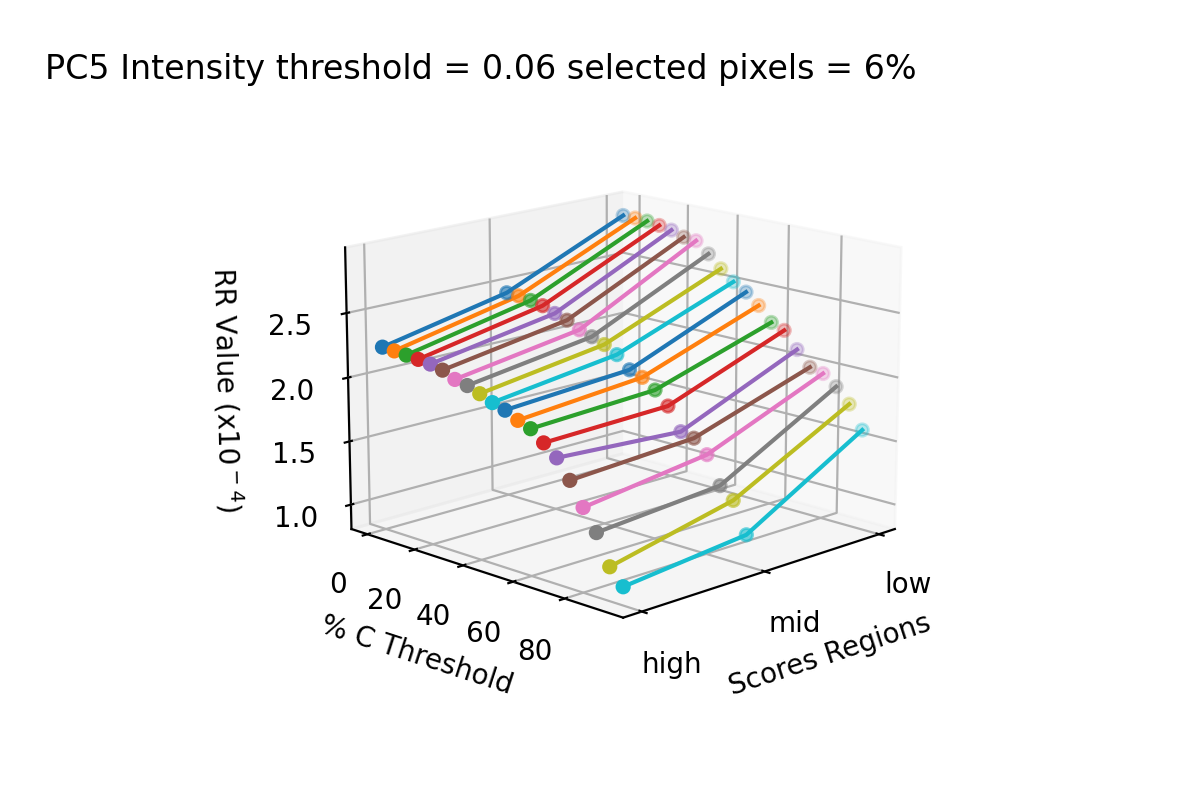 PC5 Intensity threshold = 0.06 selected pixels = 6%
RR Value (x10⁻⁴)
2.5
2.0
1.5
1.0
0
20
40
60
80
% C Threshold
high
mid
low
Scores Regions